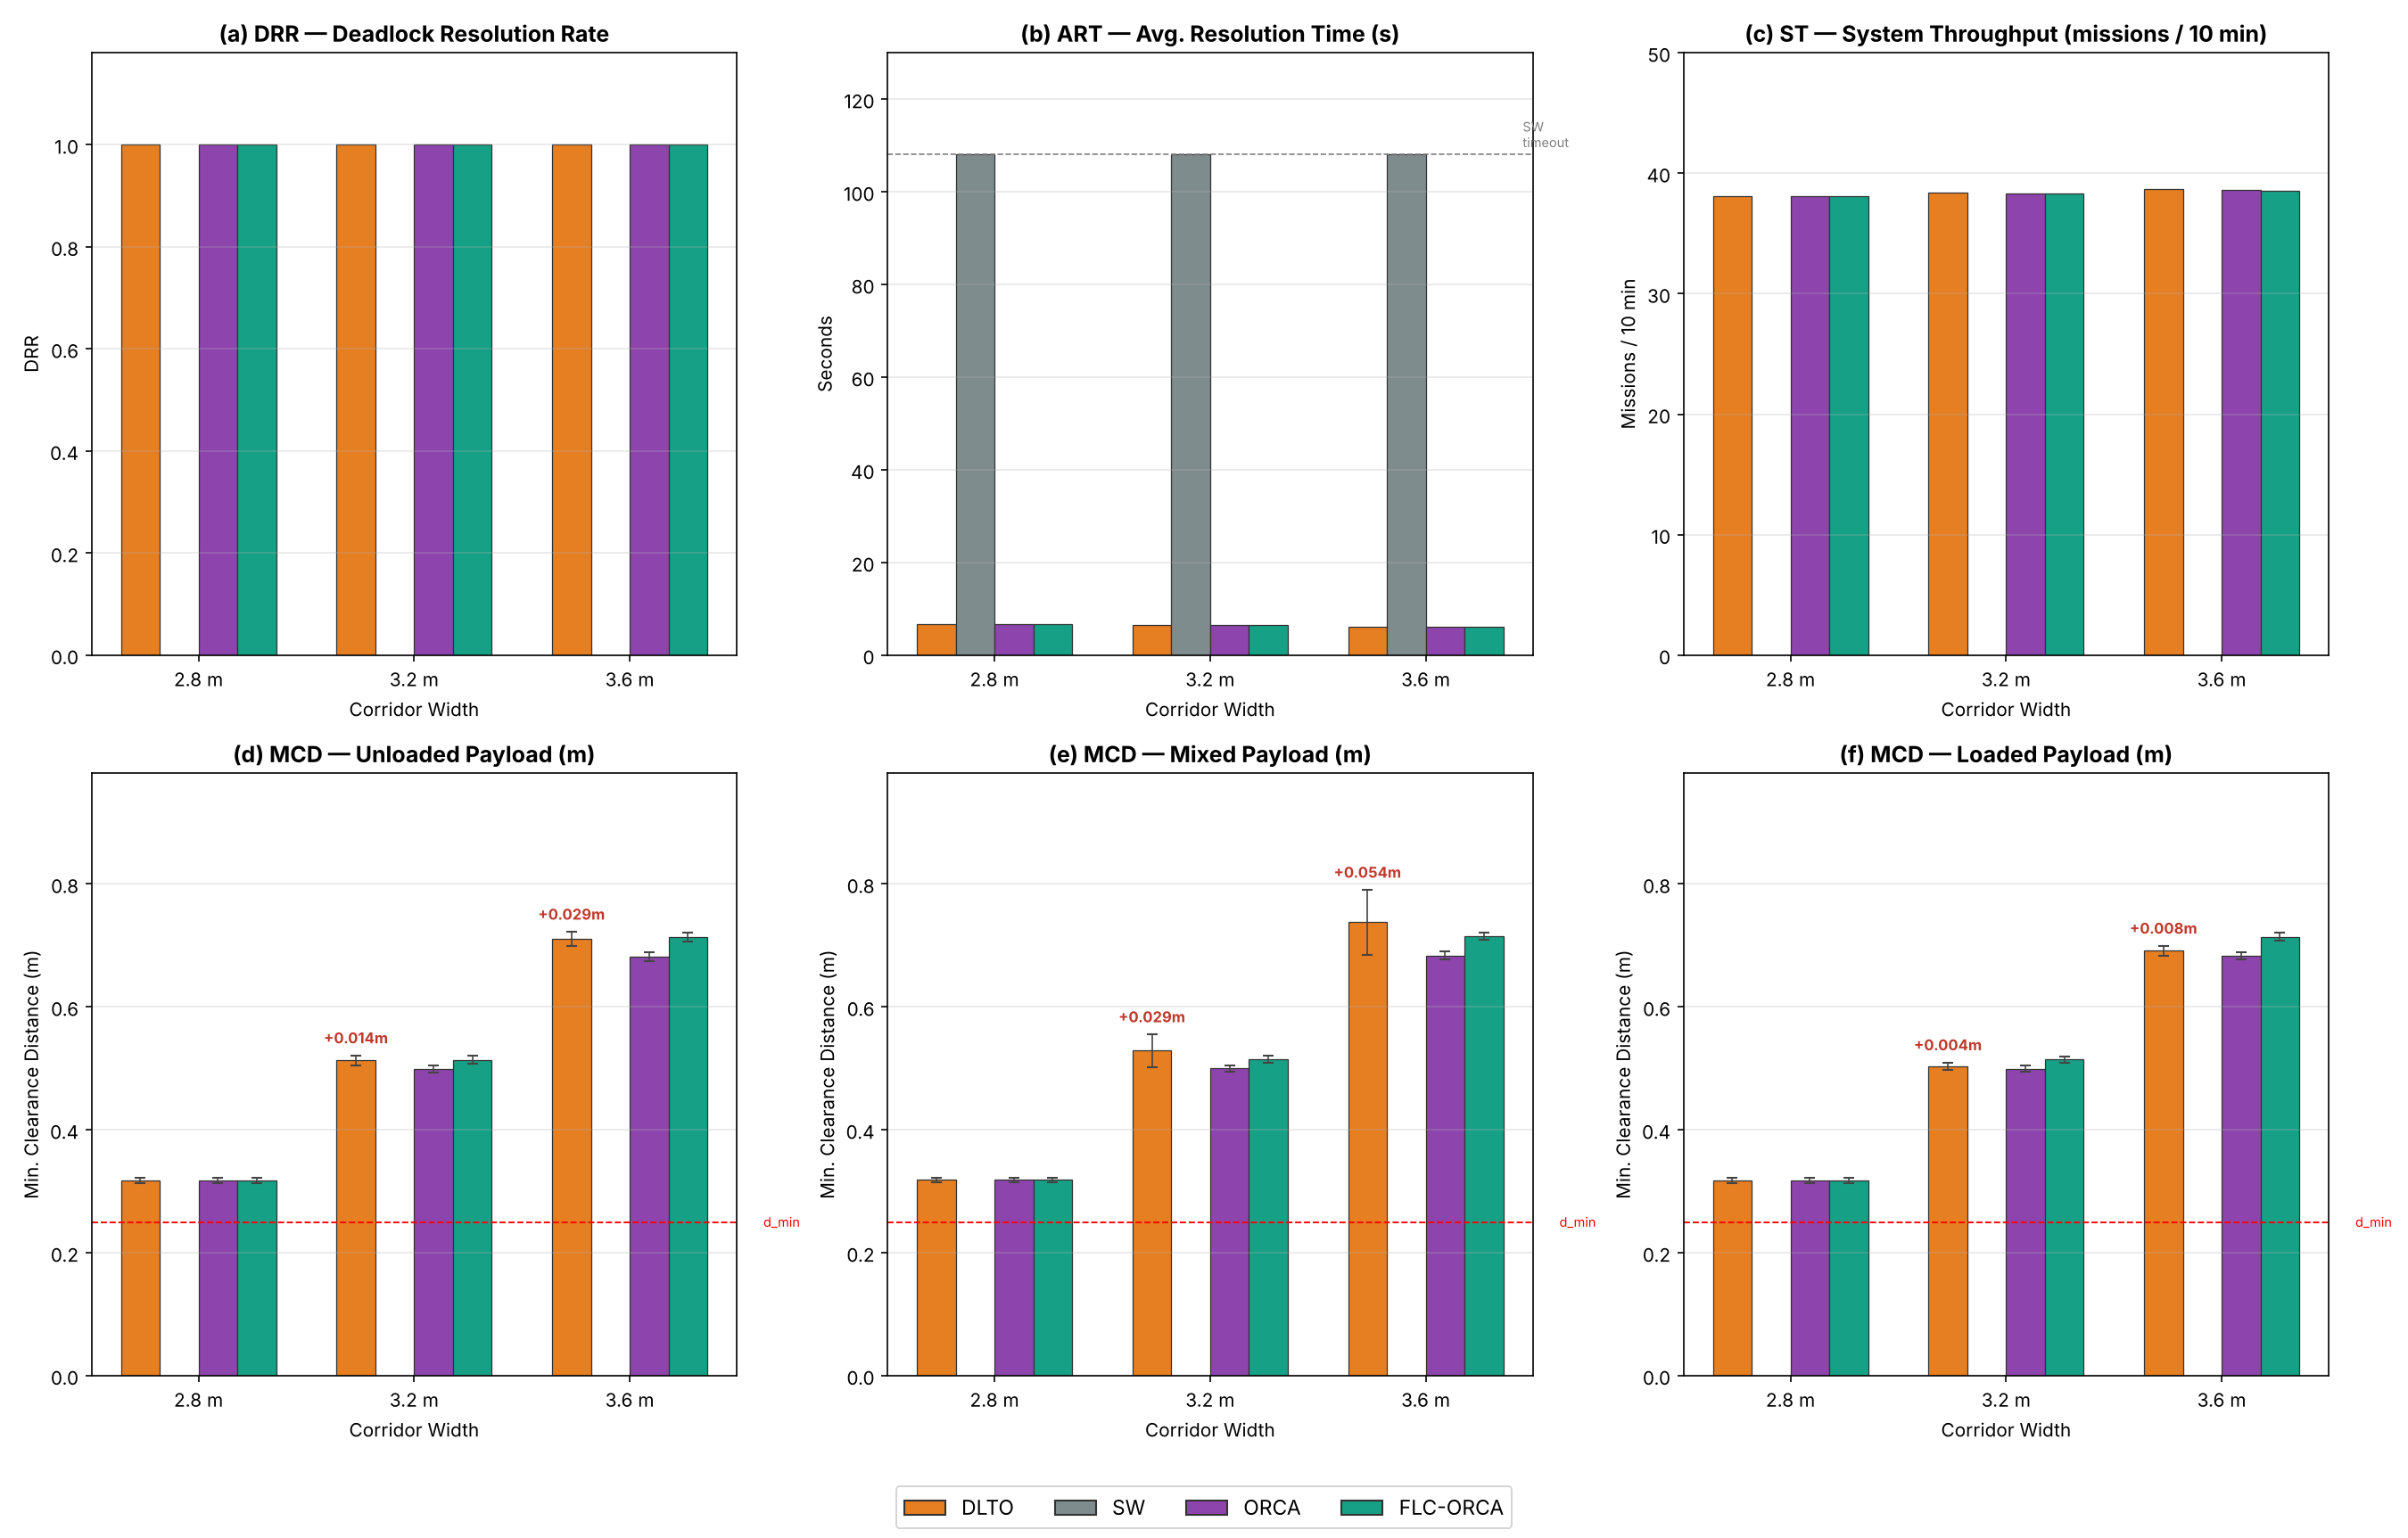 (a) DRR — Deadlock Resolution Rate
DRR
1.0
0.8
0.6
0.4
0.2
0.0
2.8 m
3.2 m
3.6 m
Corridor Width
(b) ART — Avg. Resolution Time (s)
Seconds
120
100
80
60
40
20
0
SW
timeout
2.8 m
3.2 m
3.6 m
Corridor Width
(c) ST — System Throughput (missions / 10 min)
Missions / 10 min
50
40
30
20
10
0
2.8 m
3.2 m
3.6 m
Corridor Width
(d) MCD — Unloaded Payload (m)
Min. Clearance Distance (m)
0.8
0.6
0.4
0.2
0.0
+0.014m
+0.029m
d_min
2.8 m
3.2 m
3.6 m
Corridor Width
(e) MCD — Mixed Payload (m)
Min. Clearance Distance (m)
0.8
0.6
0.4
0.2
0.0
+0.029m
+0.054m
d_min
2.8 m
3.2 m
3.6 m
Corridor Width
(f) MCD — Loaded Payload (m)
Min. Clearance Distance (m)
0.8
0.6
0.4
0.2
0.0
+0.004m
+0.008m
d_min
2.8 m
3.2 m
3.6 m
Corridor Width
DLTO
SW
ORCA
FLC-ORCA